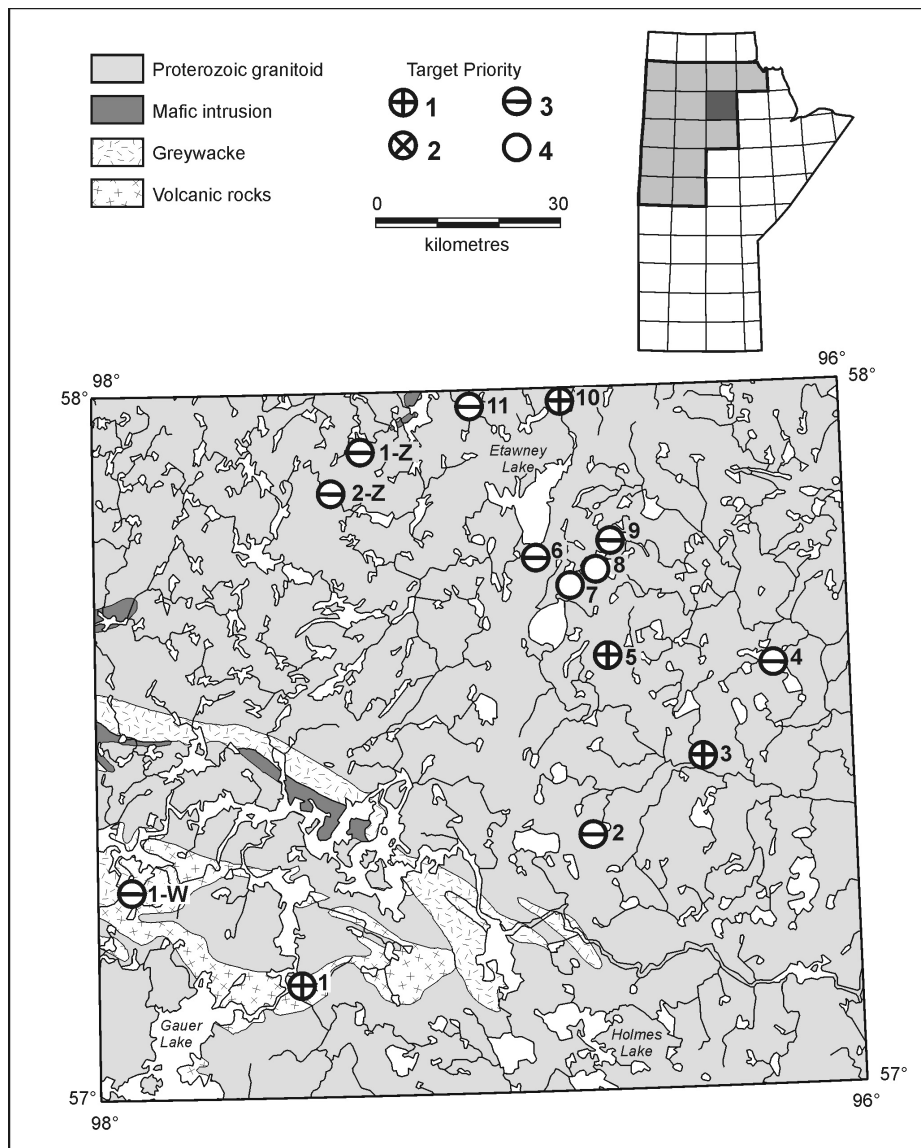 Proterozoic granitoid
Mafic intrusion
Greywacke
Volcanic rocks
Target Priority
1
3
2
4
0
30
kilometres
96°
58°
98°
58°
11
10
1-Z
Etawney
Lake
2-Z
9
6
8
7
5
4
3
2
1-W
1
Gauer
Lake
Holmes
Lake
57°
96°
57°
98°